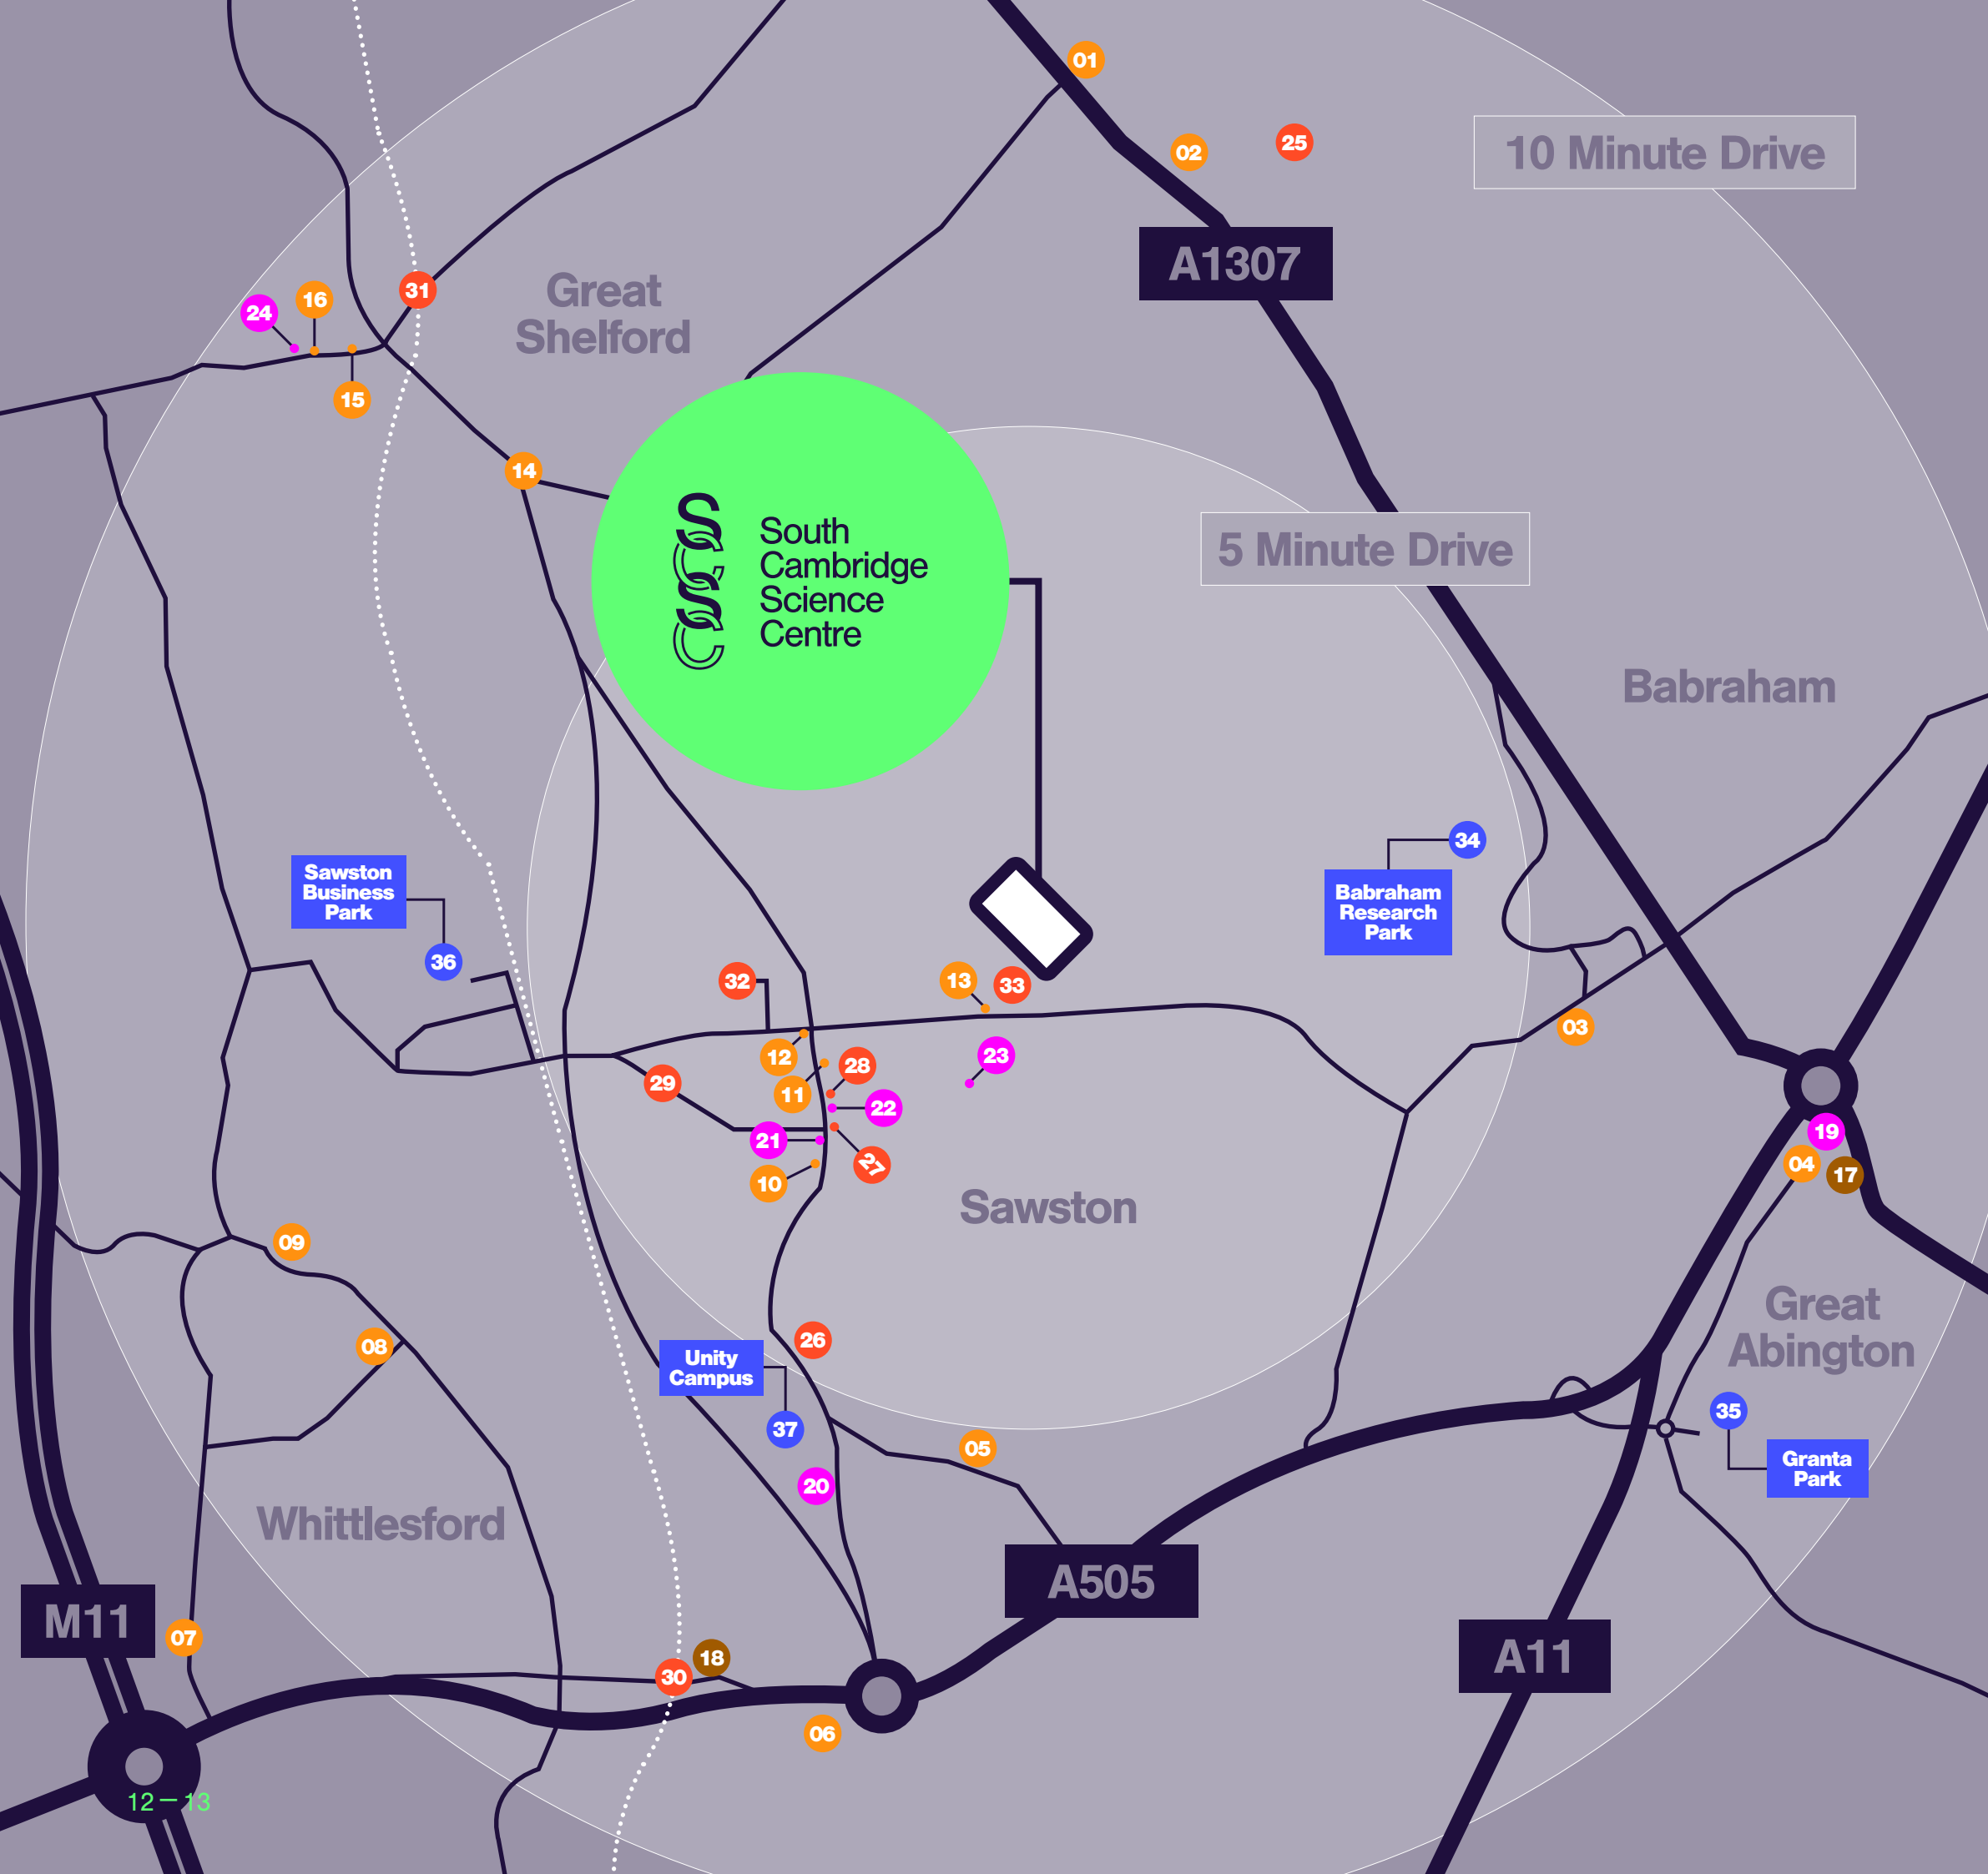 01
02
25
10 Minute Drive
A1307
31
16
24
15
Great
Shelford
14
S
C
S
C
South
Cambridge
Science
Centre
5 Minute Drive
Babraham
34
Babraham
Research
Park
Sawston
Business
Park
36
32
13
33
03
12
11
28
23
29
22
21
27
10
19
04
17
Sawston
09
08
26
Unity
Campus
37
05
20
Great
Abington
35
Granta
Park
Whittlesford
A505
M11
07
A11
18
30
06
12—13